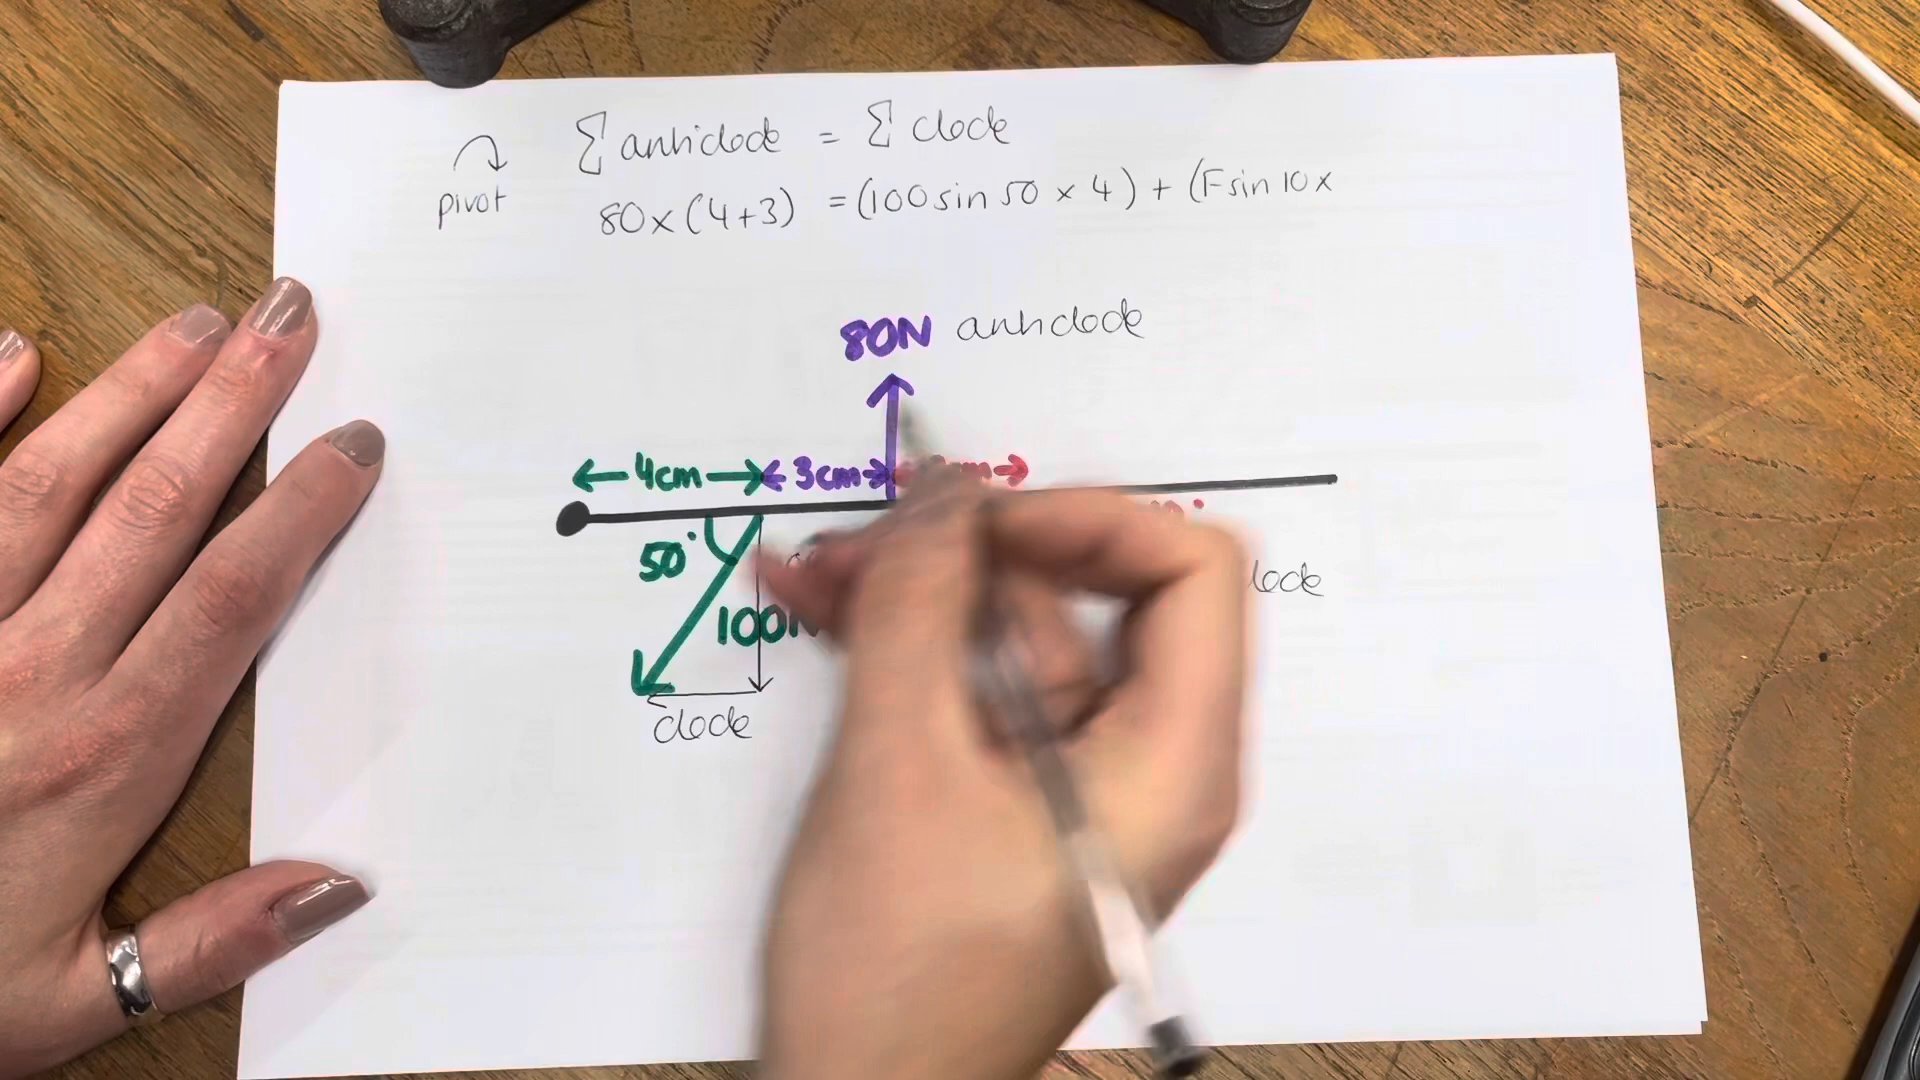 Σ anticlock = Σ clock
pivot
80 x (4+3) = (100 sin 50 x 4) + (F sin 10 x
80N anticlock
4cm 3cm
50°
100N
clock